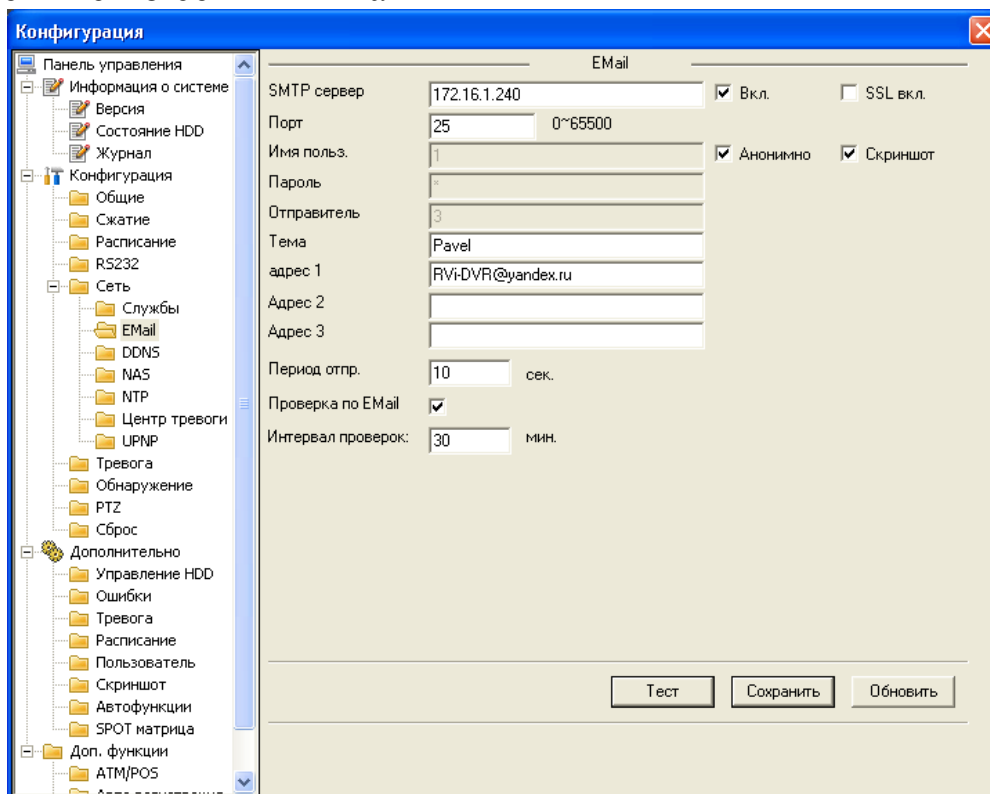 Конфигурация
Панель управления
Информация о системе
Версия
Состояние HDD
Журнал
Конфигурация
Общие
Сжатие
Расписание
RS232
Сеть
Службы
EMail
DDNS
NAS
NTP
Центр тревоги
UPNP
Тревога
Обнаружение
PTZ
Сброс
Дополнительно
Управление HDD
Ошибки
Тревога
Расписание
Пользователь
Скриншот
Автофункции
SPOT матрица
Доп. функции
ATM/POS
EMail
SMTP сервер 172.16.1.240 Вкл. SSL вкл.
Порт 25 0~65500
Имя польз. 1 Анонимно Скриншот
Пароль *
Отправитель 3
Тема Pavel
адрес 1 RVi-DVR@yandex.ru
Адрес 2
Адрес 3
Период отпр. 10 сек.
Проверка по EMail
Интервал проверок: 30 мин.
Тест Сохранить Обновить